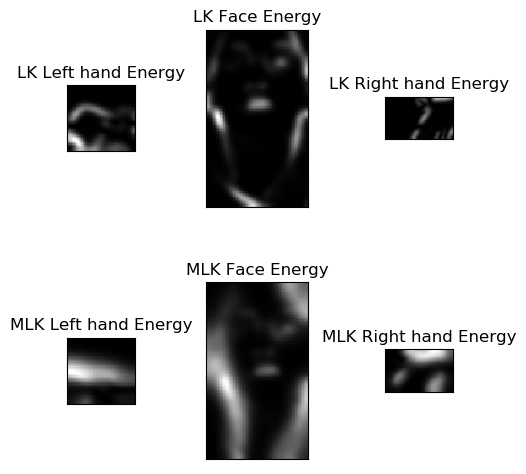 LK Face Energy
LK Left hand Energy
LK Right hand Energy
MLK Face Energy
MLK Left hand Energy
MLK Right hand Energy